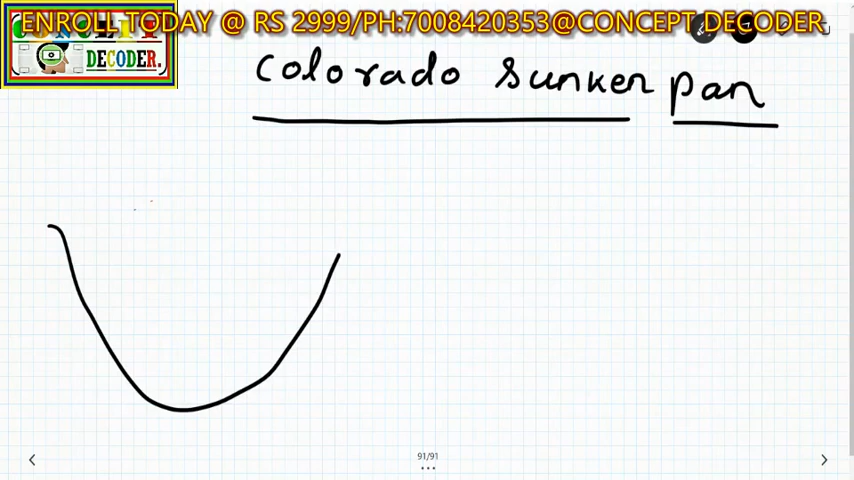 ENROLL TODAY @ RS 2999/PH:7008420353@CONCEPT DECODER
DECODER.
Colorado Sunken Pan
91/91